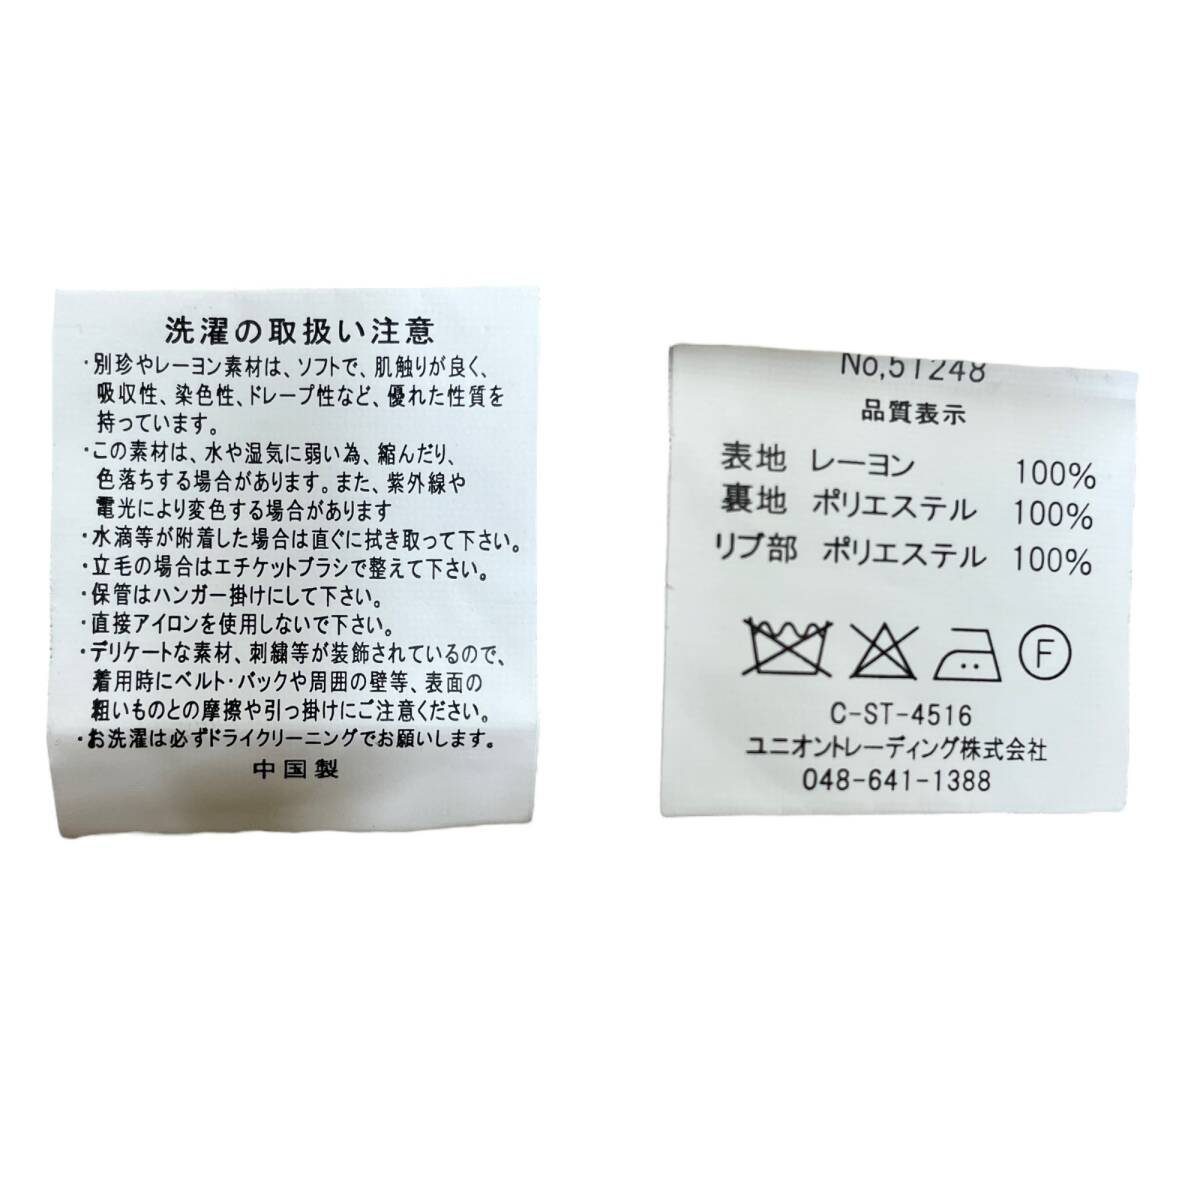 洗濯の取扱い注意
・別珍やレーヨン素材は、ソフトで、肌触りが良く、
吸収性、染色性、ドレープ性など、優れた性質を
持っています。
・この素材は、水や湿気に弱い為、縮んだり、
色落ちする場合があります。また、紫外線や
電光により変色する場合があります
・水滴等が附着した場合は直ぐに拭き取って下さい。
・立毛の場合はエチケットブラシで整えて下さい。
・保管はハンガー掛けにして下さい。
・直接アイロンを使用しないで下さい。
・デリケートな素材、刺繍等が装飾されているので、
着用時にベルト・バックや周囲の壁等、表面の
粗いものとの摩擦や引っ掛けにご注意ください。
・お洗濯は必ずドライクリーニングでお願いします。
中国製
No,51248
品質表示
表地 レーヨン 100%
裏地 ポリエステル 100%
リブ部 ポリエステル 100%
F
C-ST-4516
ユニオントレーディング株式会社
048-641-1388